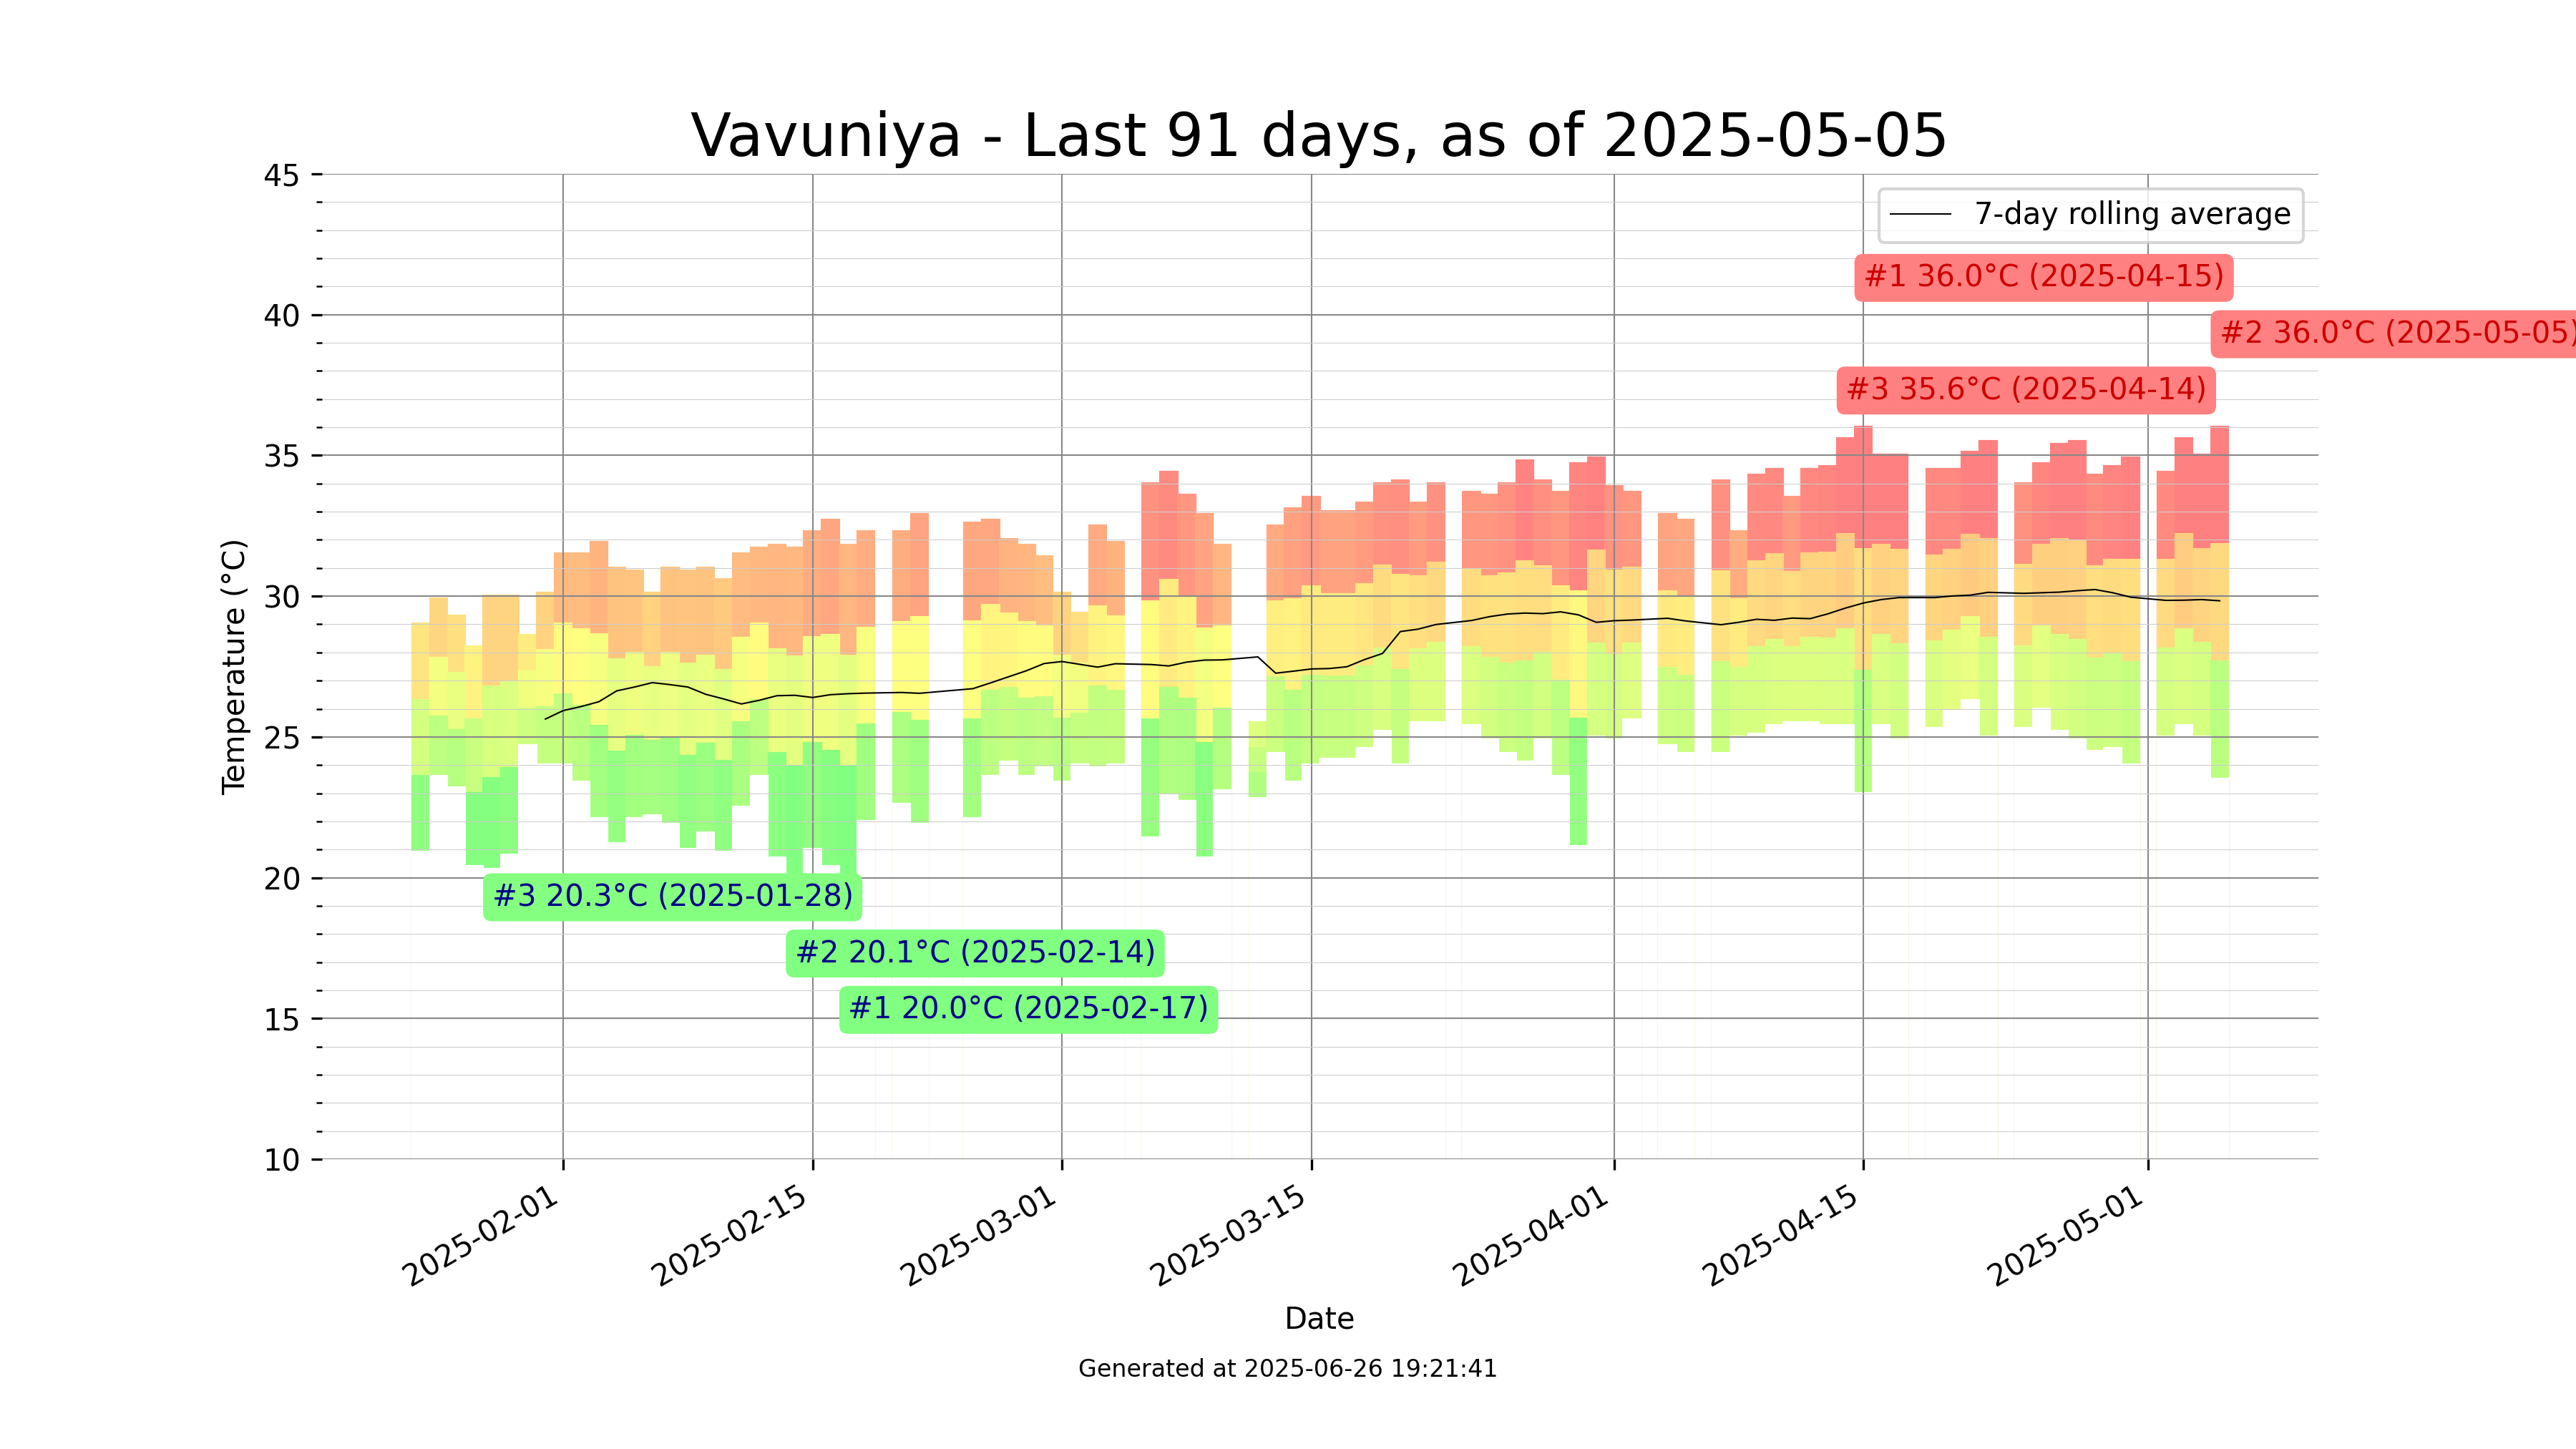 Vavuniya - Last 91 days, as of 2025-05-05
45
40
35
30
25
20
15
10
Temperature (°C)
7-day rolling average
#1 36.0°C (2025-04-15)
#2 36.0°C (2025-05-05)
#3 35.6°C (2025-04-14)
#3 20.3°C (2025-01-28)
#2 20.1°C (2025-02-14)
#1 20.0°C (2025-02-17)
2025-02-01
2025-02-15
2025-03-01
2025-03-15
2025-04-01
2025-04-15
2025-05-01
Date
Generated at 2025-06-26 19:21:41